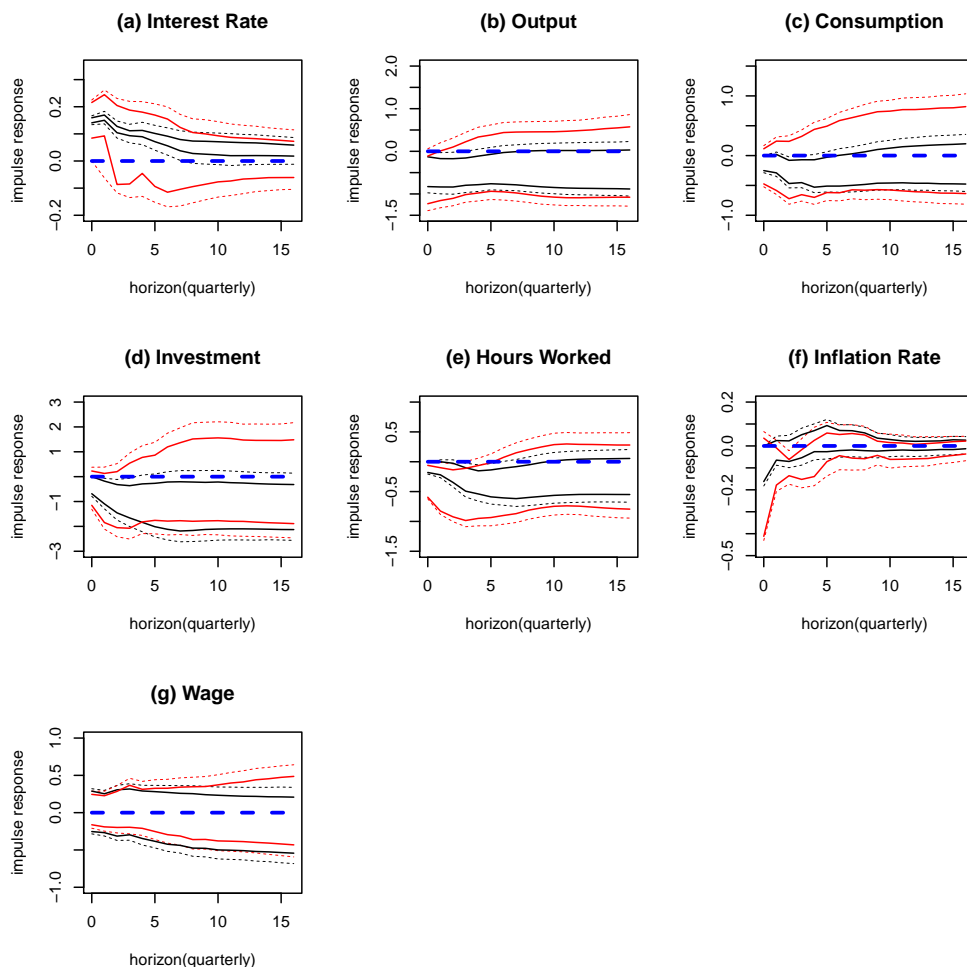 (a) Interest Rate
impulse response
−0.2 0.0 0.2
0 5 10 15
horizon(quarterly)
(b) Output
impulse response
−1.5 0.0 1.0 2.0
0 5 10 15
horizon(quarterly)
(c) Consumption
impulse response
−1.0 0.0 1.0
0 5 10 15
horizon(quarterly)
(d) Investment
impulse response
−3 −1 1 2 3
0 5 10 15
horizon(quarterly)
(e) Hours Worked
impulse response
−1.5 −0.5 0.5
0 5 10 15
horizon(quarterly)
(f) Inflation Rate
impulse response
−0.5 −0.2 0.0 0.2
0 5 10 15
horizon(quarterly)
(g) Wage
impulse response
−1.0 0.0 0.5 1.0
0 5 10 15
horizon(quarterly)